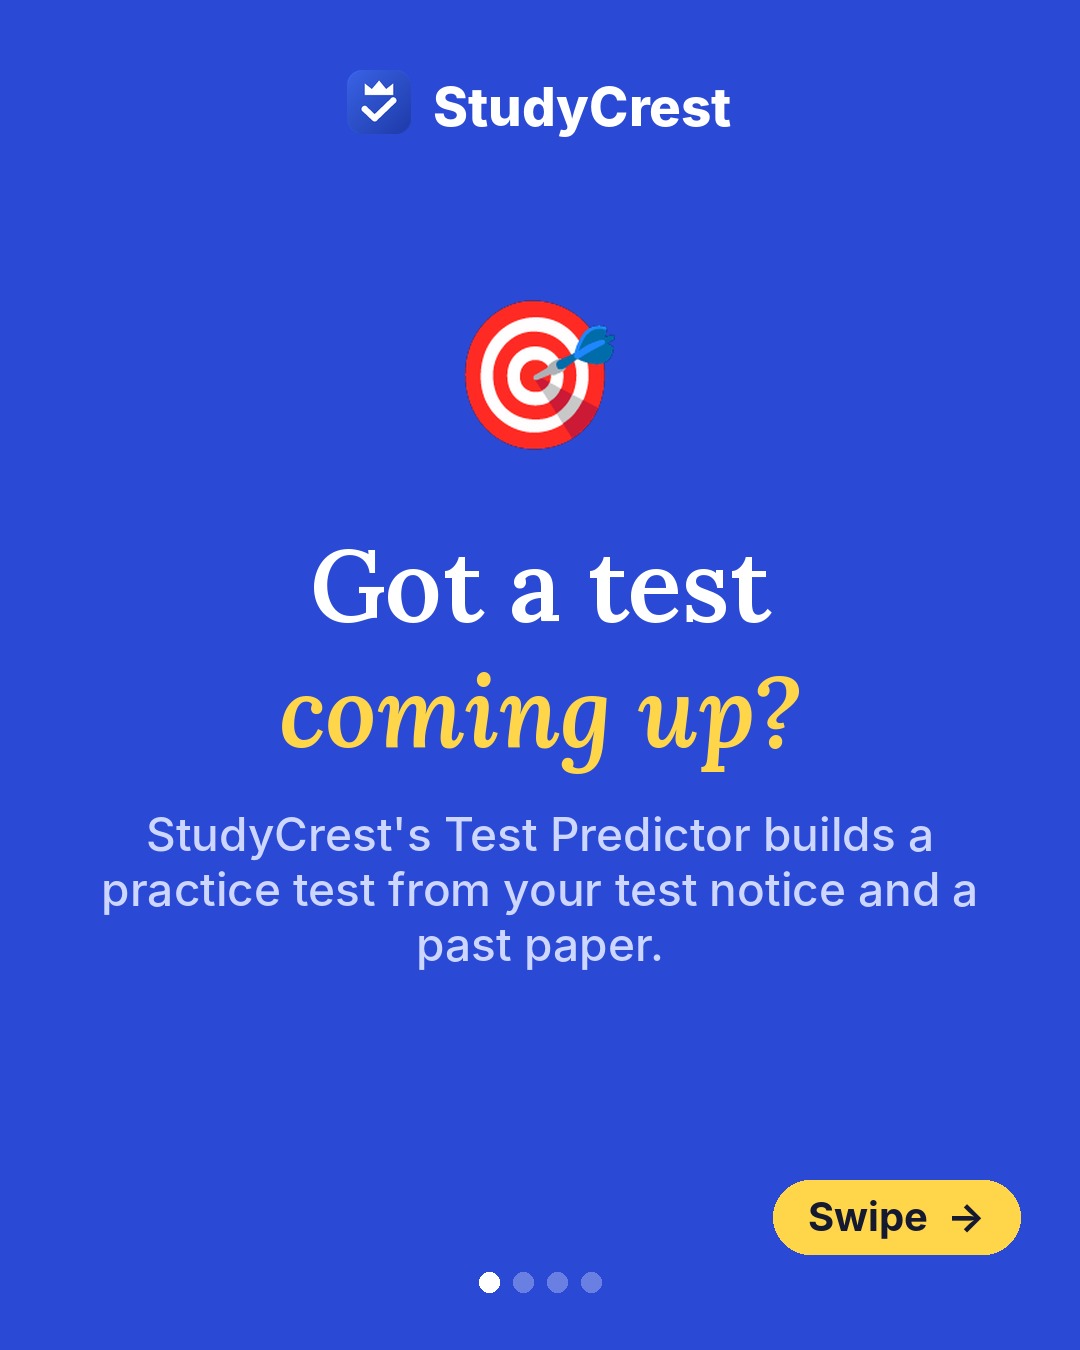 StudyCrest
Got a test
coming up?
StudyCrest's Test Predictor builds a
practice test from your test notice and a
past paper.
Swipe →